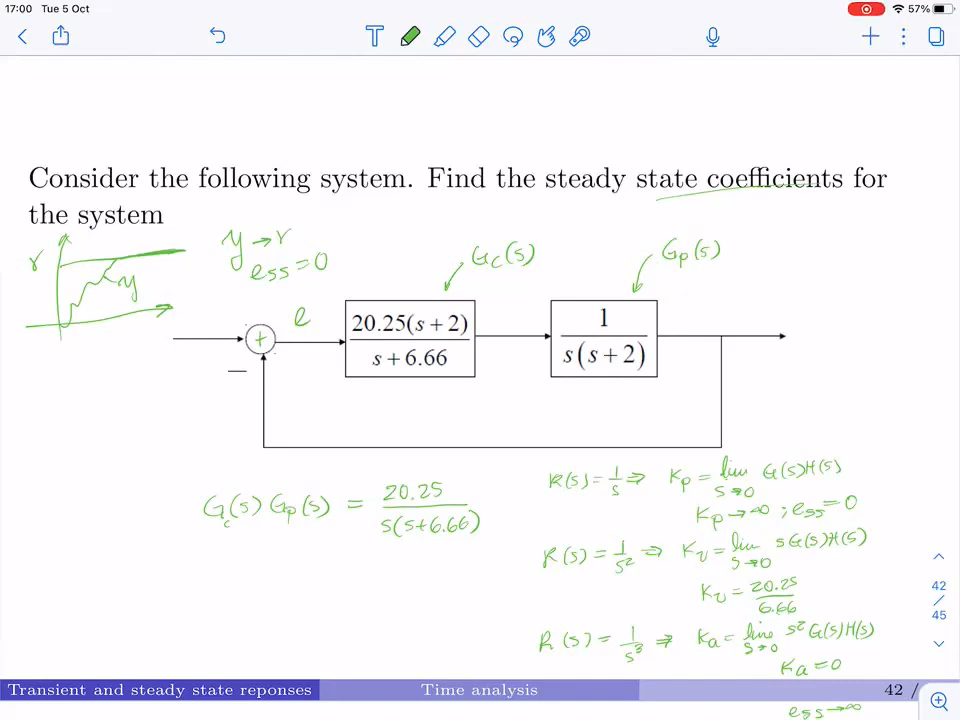 17:00 Tue 5 Oct 57%
Consider the following system. Find the steady state coefficients for
the system
r
y
y → r
ess = 0
Gc(s)
Gp(s)
e
+
−
20.25(s + 2)
s + 6.66
1
s(s + 2)
Gc(s) Gp(s) = 20.25
s(s+6.66)
R(s) = 1/s ⇒ Kp = lim G(s)H(s)
s→0
Kp → ∞ ; ess = 0
R(s) = 1/s² ⇒ Kv = lim sG(s)H(s)
s→0
Kv = 20.25
6.66
R(s) = 1/s³ ⇒ Ka = lim s²G(s)H(s)
s→0
Ka = 0
ess → ∞
42
/
45
Transient and steady state reponses Time analysis 42 /